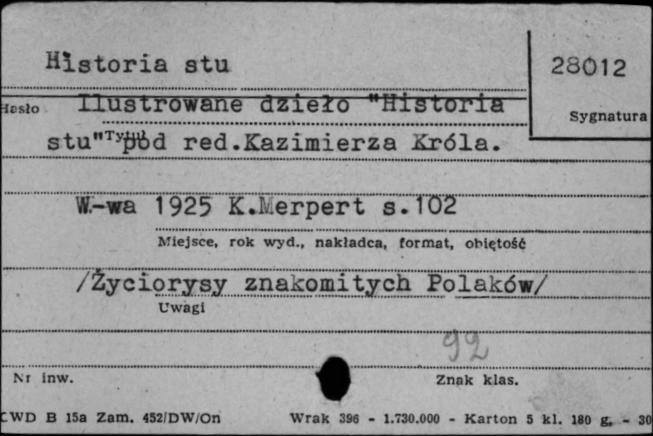 Historia stu
28012
Hasło
Ilustrowane dzieło "Historia
Sygnatura
stu" Tytuł pod red.Kazimierza Króla.
W.-wa 1925 K.Merpert s.102
Miejsce, rok wyd., nakładca, format, obiętość
/Życiorysy znakomitych Polaków/
Uwagi
92
Nr inw.
Znak klas.
CWD B 15a Zam. 452/DW/On Wrak 396 - 1.730.000 - Karton 5 kl. 180 g. - 30